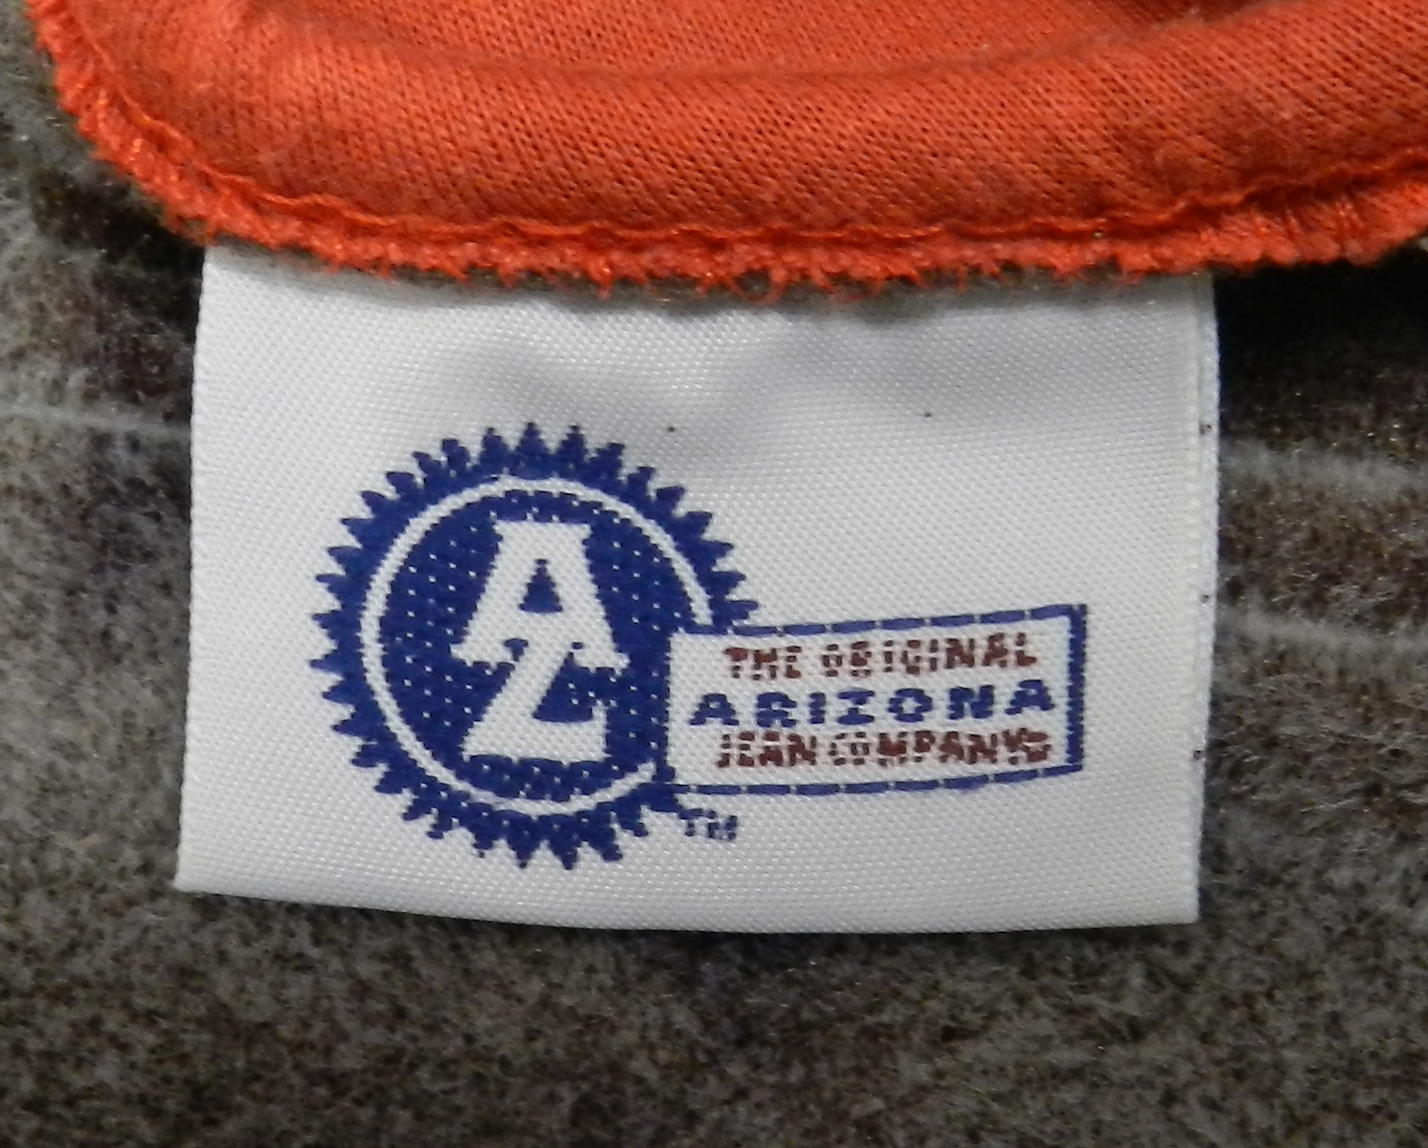 AZ
THE ORIGINAL
ARIZONA
JEAN COMPANY®
TM